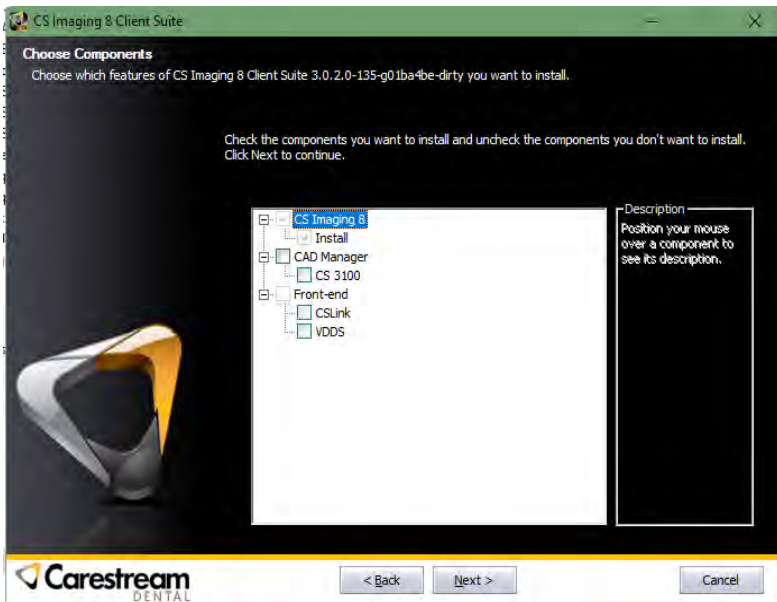 CS Imaging 8 Client Suite
Choose Components
Choose which features of CS Imaging 8 Client Suite 3.0.2.0-135-g01ba4be-dirty you want to install.
Check the components you want to install and uncheck the components you don't want to install.
Click Next to continue.
CS Imaging 8
Install
CAD Manager
CS 3100
Front-end
CSLink
VDDS
Description
Position your mouse
over a component to
see its description.
Carestream
DENTAL
< Back
Next >
Cancel